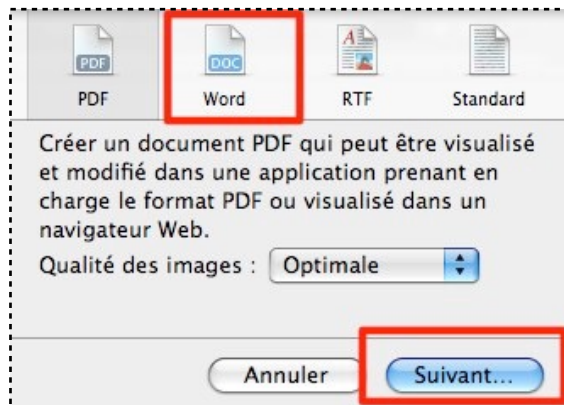 PDF DOC A
PDF Word RTF Standard
Créer un document PDF qui peut être visualisé
et modifié dans une application prenant en
charge le format PDF ou visualisé dans un
navigateur Web.
Qualité des images : Optimale
Annuler Suivant...